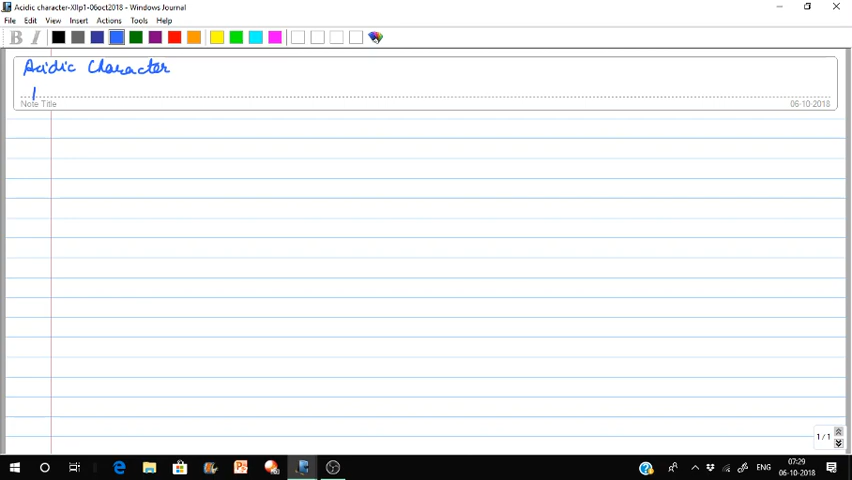 Acidic character-XIIp1-06oct2018 - Windows Journal
File Edit View Insert Actions Tools Help
B I
Acidic Character
Note Title
06-10-2018
1/1
07:29
ENG
06-10-2018